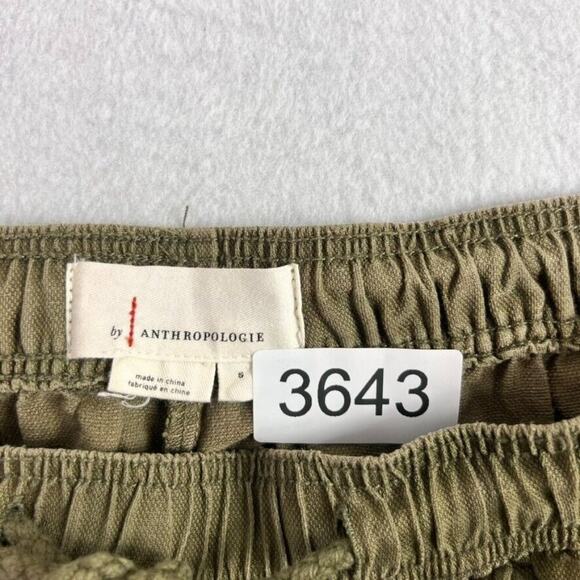 by ANTHROPOLOGIE
made in china
fabriqué en chine
S
3643